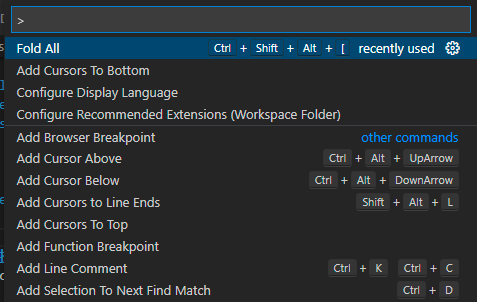 >
Fold All Ctrl + Shift + Alt + [ recently used
Add Cursors To Bottom
Configure Display Language
Configure Recommended Extensions (Workspace Folder)
Add Browser Breakpoint other commands
Add Cursor Above Ctrl + Alt + UpArrow
Add Cursor Below Ctrl + Alt + DownArrow
Add Cursors to Line Ends Shift + Alt + L
Add Cursors To Top
Add Function Breakpoint
Add Line Comment Ctrl + K Ctrl + C
Add Selection To Next Find Match Ctrl + D